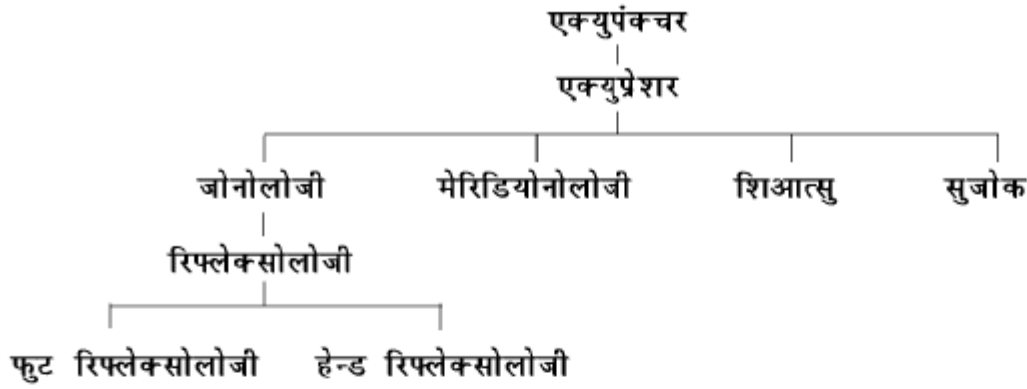 एक्युपंक्चर
एक्युप्रेशर
जोनोलोजी मेरिडियोनोलोजी शिआत्सु सुजोक
रिफ्लेक्सोलोजी
फुट रिफ्लेक्सोलोजी हेन्ड रिफ्लेक्सोलोजी